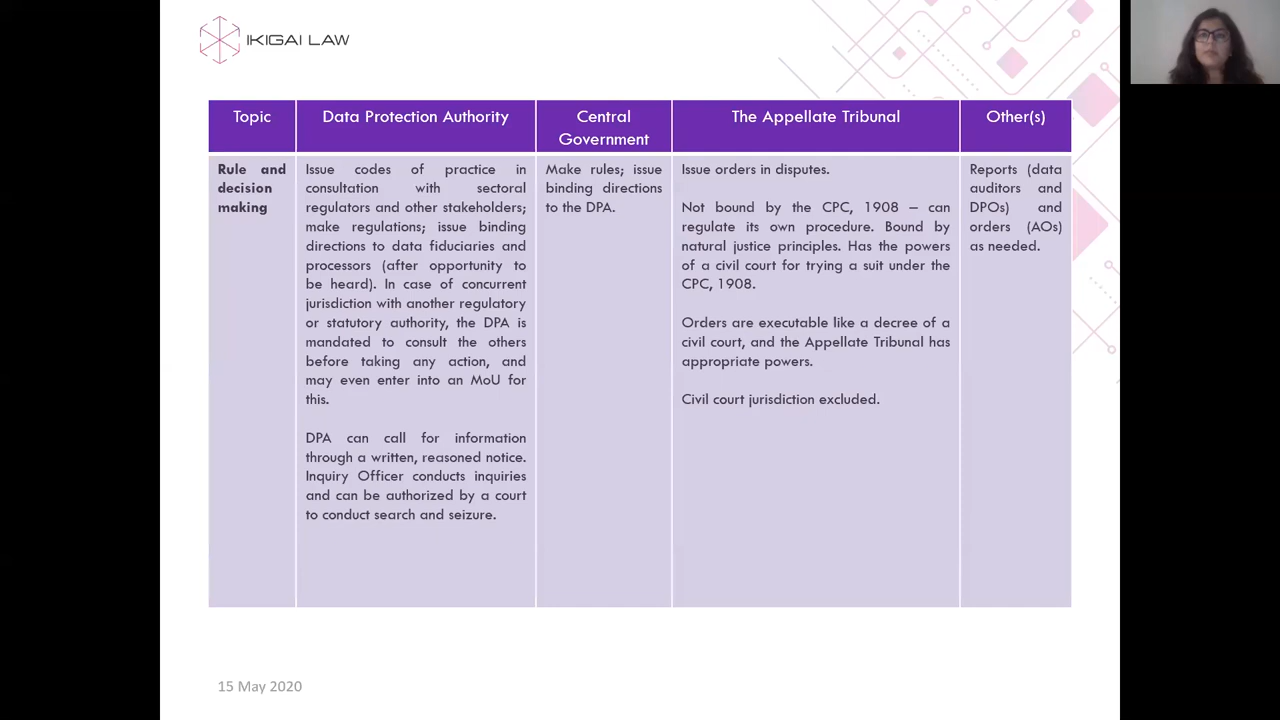 IKIGAI LAW
Topic
Data Protection Authority
Central
Government
The Appellate Tribunal
Other(s)
Rule and
decision
making
Issue codes of practice in
consultation with sectoral
regulators and other stakeholders;
make regulations; issue binding
directions to data fiduciaries and
processors (after opportunity to
be heard). In case of concurrent
jurisdiction with another regulatory
or statutory authority, the DPA is
mandated to consult the others
before taking any action, and
may even enter into an MoU for
this.
DPA can call for information
through a written, reasoned notice.
Inquiry Officer conducts inquiries
and can be authorized by a court
to conduct search and seizure.
Make rules; issue
binding directions
to the DPA.
Issue orders in disputes.
Not bound by the CPC, 1908 – can
regulate its own procedure. Bound by
natural justice principles. Has the powers
of a civil court for trying a suit under the
CPC, 1908.
Orders are executable like a decree of a
civil court, and the Appellate Tribunal has
appropriate powers.
Civil court jurisdiction excluded.
Reports (data
auditors and
DPOs) and
orders (AOs)
as needed.
15 May 2020